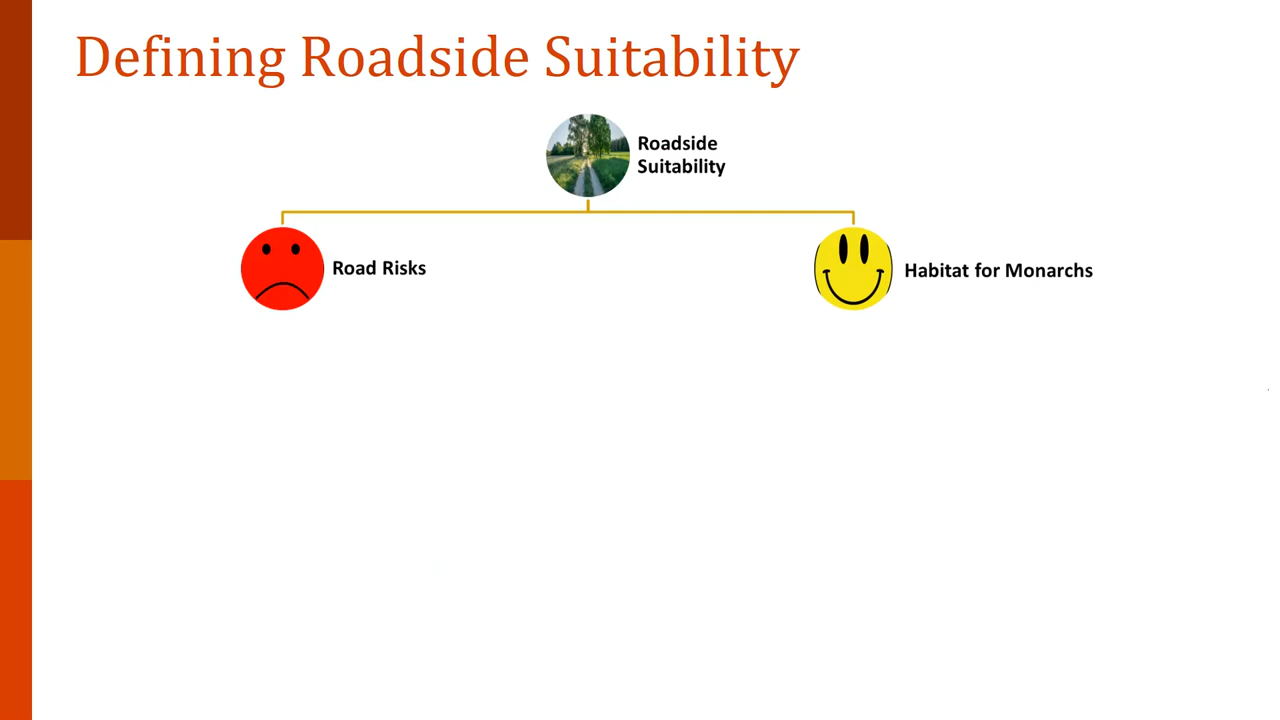 Defining Roadside Suitability
Roadside
Suitability
Road Risks
Habitat for Monarchs